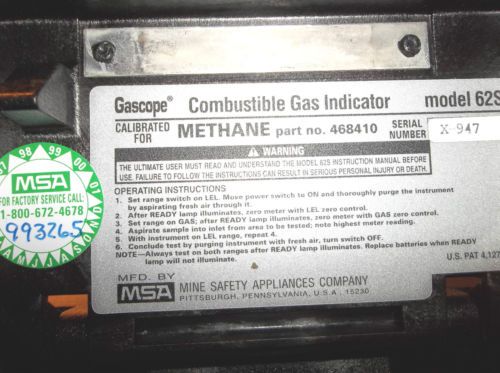 Gascope® Combustible Gas Indicator model 62S
CALIBRATED FOR METHANE part no. 468410 SERIAL NUMBER X-947
WARNING
THE ULTIMATE USER MUST READ AND UNDERSTAND THE MODEL 62S INSTRUCTION MANUAL BEFORE
USE. FAILURE TO FOLLOW THE INSTRUCTIONS CAN RESULT IN SERIOUS PERSONAL INJURY OR DEATH.
OPERATING INSTRUCTIONS
1. Set range switch on LEL. Move power switch to ON and thoroughly purge the instrument
by aspirating fresh air through it.
2. After READY lamp illuminates, zero meter with LEL zero control.
3. Set range on GAS; after READY lamp illuminates, zero meter with GAS zero control.
4. Aspirate sample into inlet from area to be tested; note highest meter reading.
5. With instrument on LEL range, repeat 4.
6. Conclude test by purging instrument with fresh air, turn switch OFF.
NOTE—Always test on both ranges after READY lamp illuminates. Replace batteries when READY
lamp will not illuminate.
U.S. PAT 4,127
MFD. BY
MSA MINE SAFETY APPLIANCES COMPANY
PITTSBURGH, PENNSYLVANIA, U.S.A. 15230
97 98 99 00 01
MSA
FOR FACTORY SERVICE CALL:
1-800-672-4678
993265